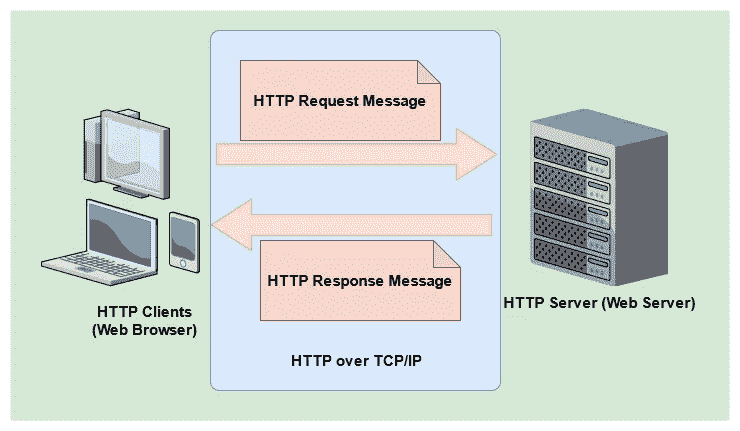 HTTP Request Message
HTTP Response Message
HTTP Clients
(Web Browser)
HTTP Server (Web Server)
HTTP over TCP/IP